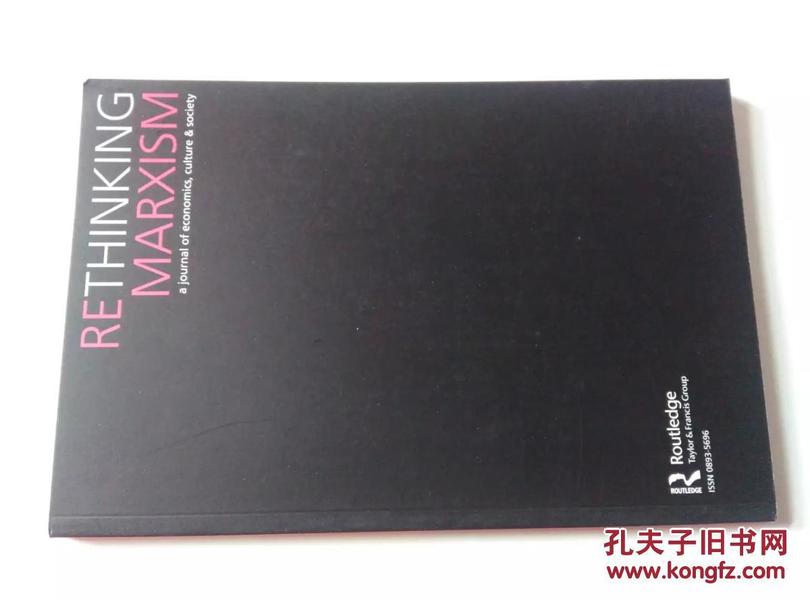 RETHINKING
MARXISM
a journal of economics, culture & society
ROUTLEDGE
Routledge
Taylor & Francis Group
ISSN 0893-5696
孔夫子旧书网
www.kongfz.com